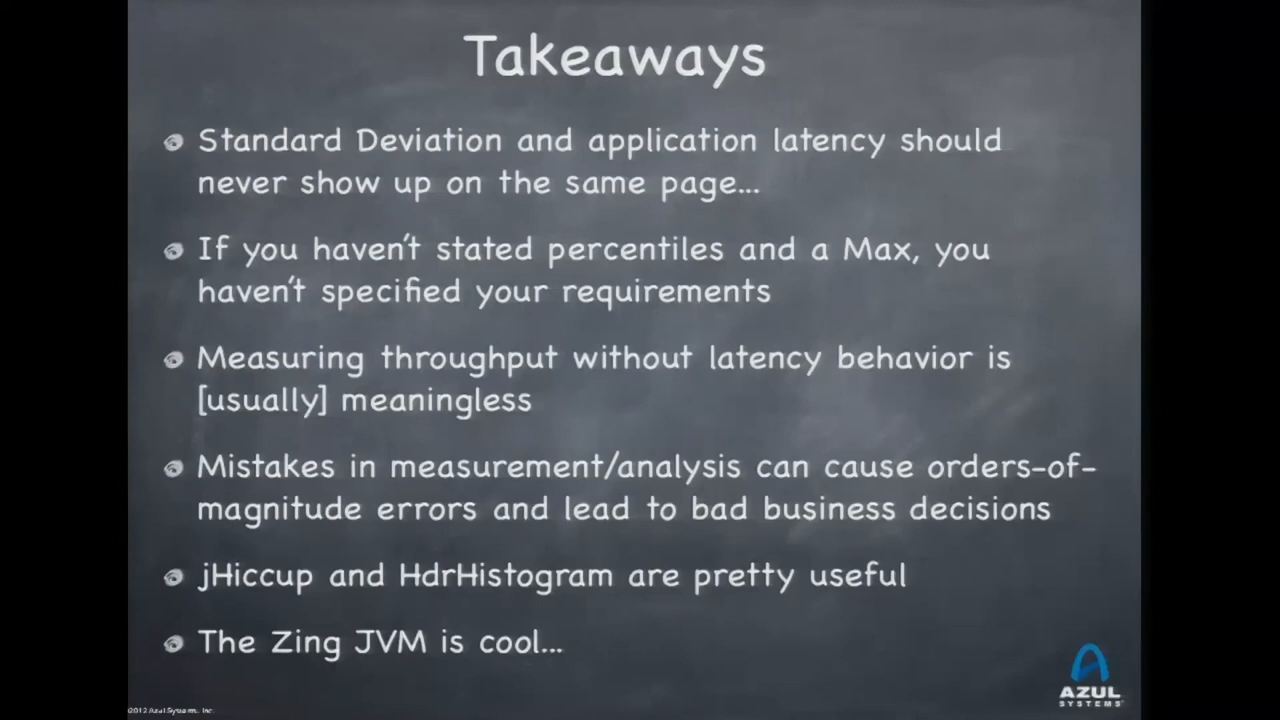 Takeaways
Standard Deviation and application latency should
never show up on the same page...
If you haven't stated percentiles and a Max, you
haven't specified your requirements
Measuring throughput without latency behavior is
[usually] meaningless
Mistakes in measurement/analysis can cause orders-of-
magnitude errors and lead to bad business decisions
jHiccup and HdrHistogram are pretty useful
The Zing JVM is cool...
©2012 Azul Systems, Inc.
AZUL
SYSTEMS